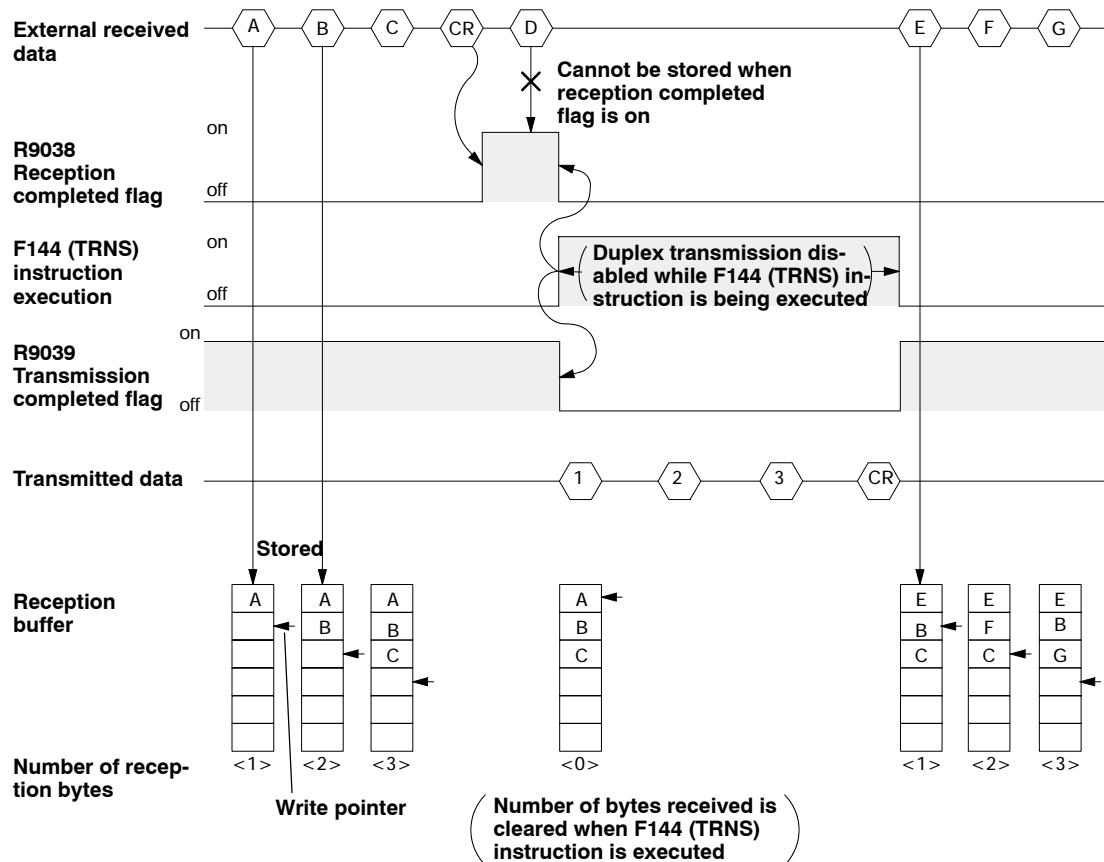 External received
data
A B C CR D E F G
Cannot be stored when
reception completed
flag is on
on
R9038
Reception
completed flag
off
F144 (TRNS)
instruction
execution
on
off
Duplex transmission dis-
abled while F144 (TRNS) in-
struction is being executed
on
R9039
Transmission
completed flag
off
Transmitted data
1 2 3 CR
Stored
Reception
buffer
A A A A E E E
B B B B F B
C C C C G
Number of recep-
tion bytes
<1> <2> <3> <0> <1> <2> <3>
Write pointer
Number of bytes received is
cleared when F144 (TRNS)
instruction is executed